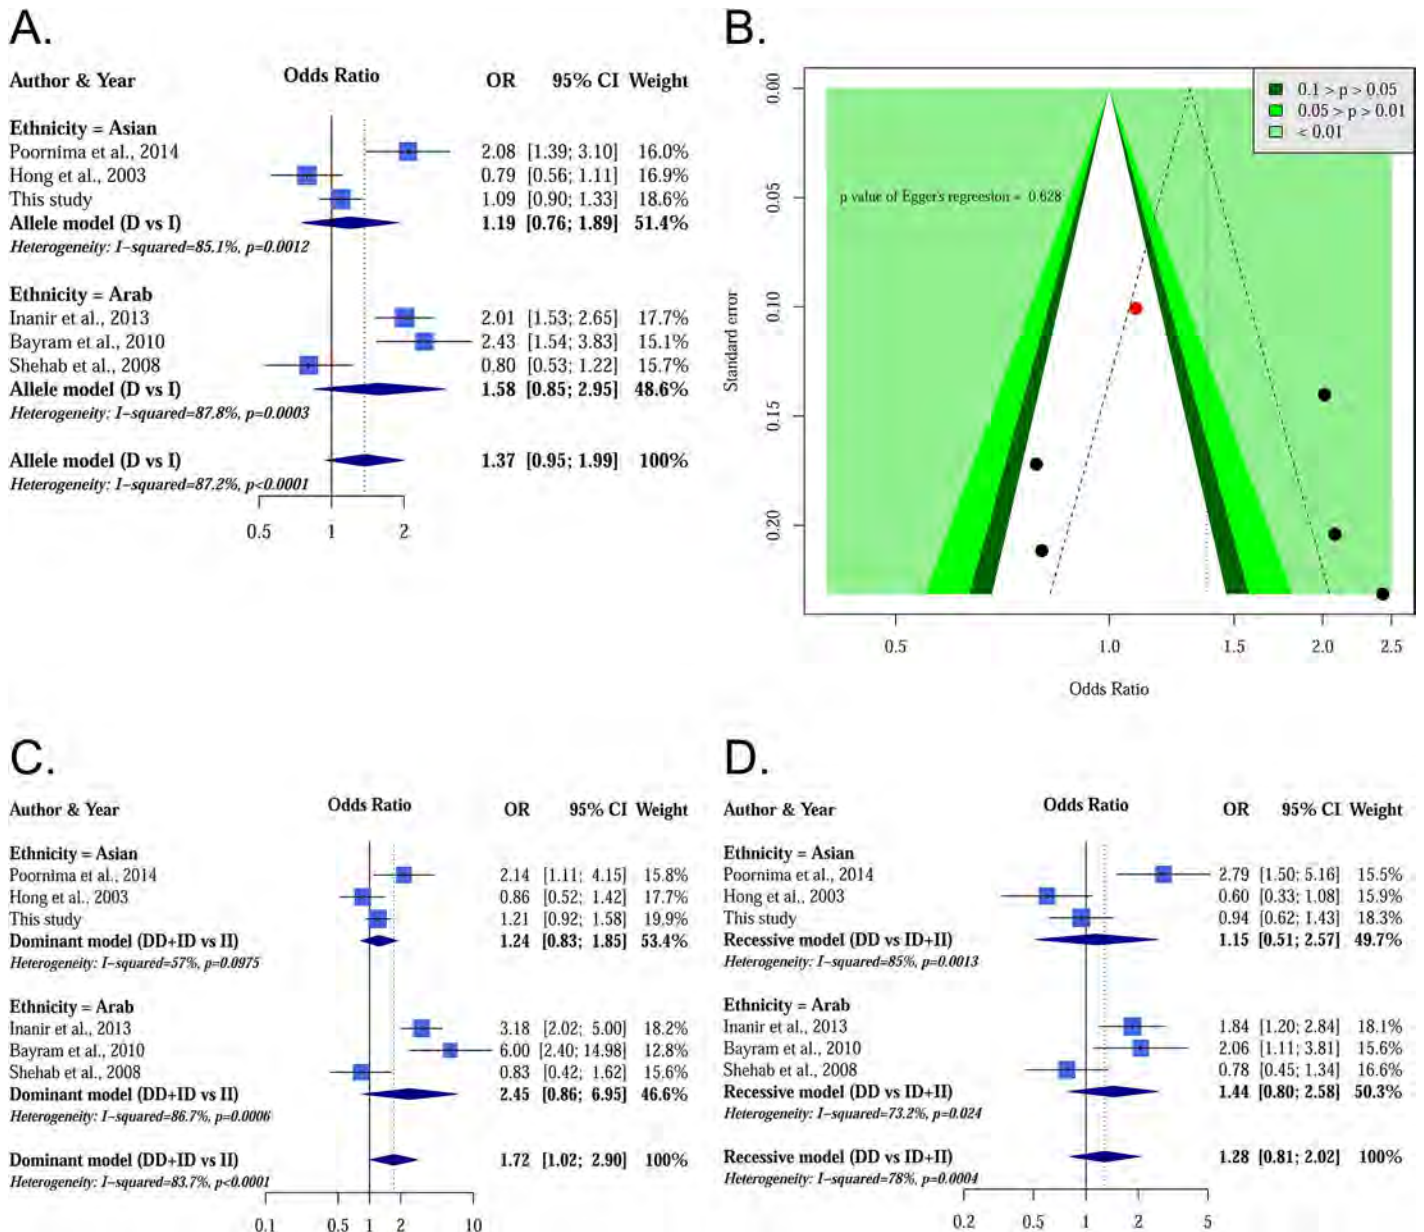 A.
Author & Year Odds Ratio OR 95% CI Weight
Ethnicity = Asian
Poornima et al., 2014 2.08 [1.39; 3.10] 16.0%
Hong et al., 2003 0.79 [0.56; 1.11] 16.9%
This study 1.09 [0.90; 1.33] 18.6%
Allele model (D vs I) 1.19 [0.76; 1.89] 51.4%
Heterogeneity: I-squared=85.1%, p=0.0012
Ethnicity = Arab
Inanir et al., 2013 2.01 [1.53; 2.65] 17.7%
Bayram et al., 2010 2.43 [1.54; 3.83] 15.1%
Shehab et al., 2008 0.80 [0.53; 1.22] 15.7%
Allele model (D vs I) 1.58 [0.85; 2.95] 48.6%
Heterogeneity: I-squared=87.8%, p=0.0003
Allele model (D vs I) 1.37 [0.95; 1.99] 100%
Heterogeneity: I-squared=87.2%, p<0.0001
0.5 1 2
B.
0.1 > p > 0.05
0.05 > p > 0.01
< 0.01
p value of Egger's regreesion = 0.628
Standard error
0.00
0.05
0.10
0.15
0.20
0.5 1.0 1.5 2.0 2.5
Odds Ratio
C.
Author & Year Odds Ratio OR 95% CI Weight
Ethnicity = Asian
Poornima et al., 2014 2.14 [1.11; 4.15] 15.8%
Hong et al., 2003 0.86 [0.52; 1.42] 17.7%
This study 1.21 [0.92; 1.58] 19.9%
Dominant model (DD+ID vs II) 1.24 [0.83; 1.85] 53.4%
Heterogeneity: I-squared=57%, p=0.0975
Ethnicity = Arab
Inanir et al., 2013 3.18 [2.02; 5.00] 18.2%
Bayram et al., 2010 6.00 [2.40; 14.98] 12.8%
Shehab et al., 2008 0.83 [0.42; 1.62] 15.6%
Dominant model (DD+ID vs II) 2.45 [0.86; 6.95] 46.6%
Heterogeneity: I-squared=86.7%, p=0.0006
Dominant model (DD+ID vs II) 1.72 [1.02; 2.90] 100%
Heterogeneity: I-squared=83.7%, p<0.0001
0.1 0.5 1 2 10
D.
Author & Year Odds Ratio OR 95% CI Weight
Ethnicity = Asian
Poornima et al., 2014 2.79 [1.50; 5.16] 15.5%
Hong et al., 2003 0.60 [0.33; 1.08] 15.9%
This study 0.94 [0.62; 1.43] 18.3%
Recessive model (DD vs ID+II) 1.15 [0.51; 2.57] 49.7%
Heterogeneity: I-squared=85%, p=0.0013
Ethnicity = Arab
Inanir et al., 2013 1.84 [1.20; 2.84] 18.1%
Bayram et al., 2010 2.06 [1.11; 3.81] 15.6%
Shehab et al., 2008 0.78 [0.45; 1.34] 16.6%
Recessive model (DD vs ID+II) 1.44 [0.80; 2.58] 50.3%
Heterogeneity: I-squared=73.2%, p=0.024
Recessive model (DD vs ID+II) 1.28 [0.81; 2.02] 100%
Heterogeneity: I-squared=78%, p=0.0004
0.2 0.5 1 2 5